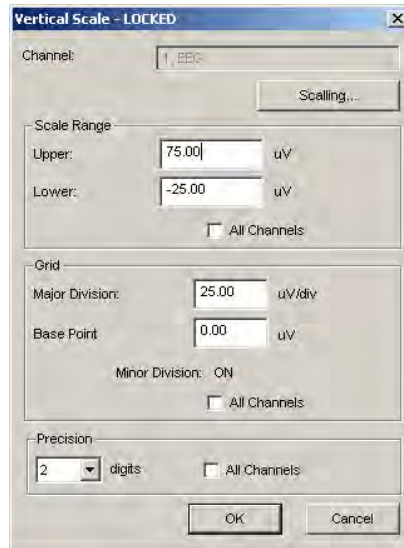 Vertical Scale - LOCKED
Channel: 1, EEG
Scalling...
Scale Range
Upper: 75.00 uV
Lower: -25.00 uV
All Channels
Grid
Major Division: 25.00 uV/div
Base Point 0.00 uV
Minor Division: ON
All Channels
Precision
2 digits All Channels
OK Cancel